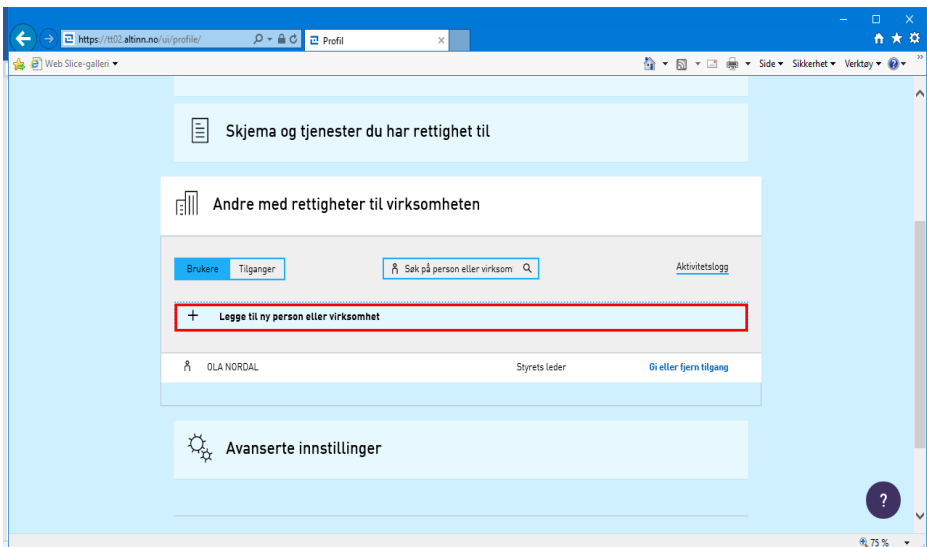 https://tt02.altinn.no/ui/profile/
Profil
Web Slice-galleri
Side Sikkerhet Verktøy
Skjema og tjenester du har rettighet til
Andre med rettigheter til virksomheten
Brukere Tilganger Søk på person eller virksom Aktivitetslogg
+ Legge til ny person eller virksomhet
OLA NORDAL Styrets leder Gi eller fjern tilgang
Avanserte innstillinger
?
75 %